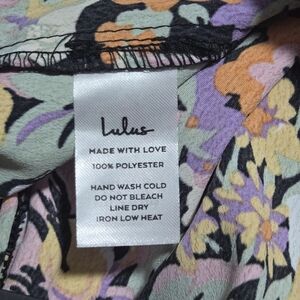 Lulus
MADE WITH LOVE
100% POLYESTER
HAND WASH COLD
DO NOT BLEACH
LINE DRY
IRON LOW HEAT